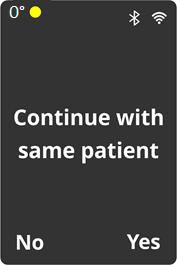 0°
Continue with
same patient
No Yes